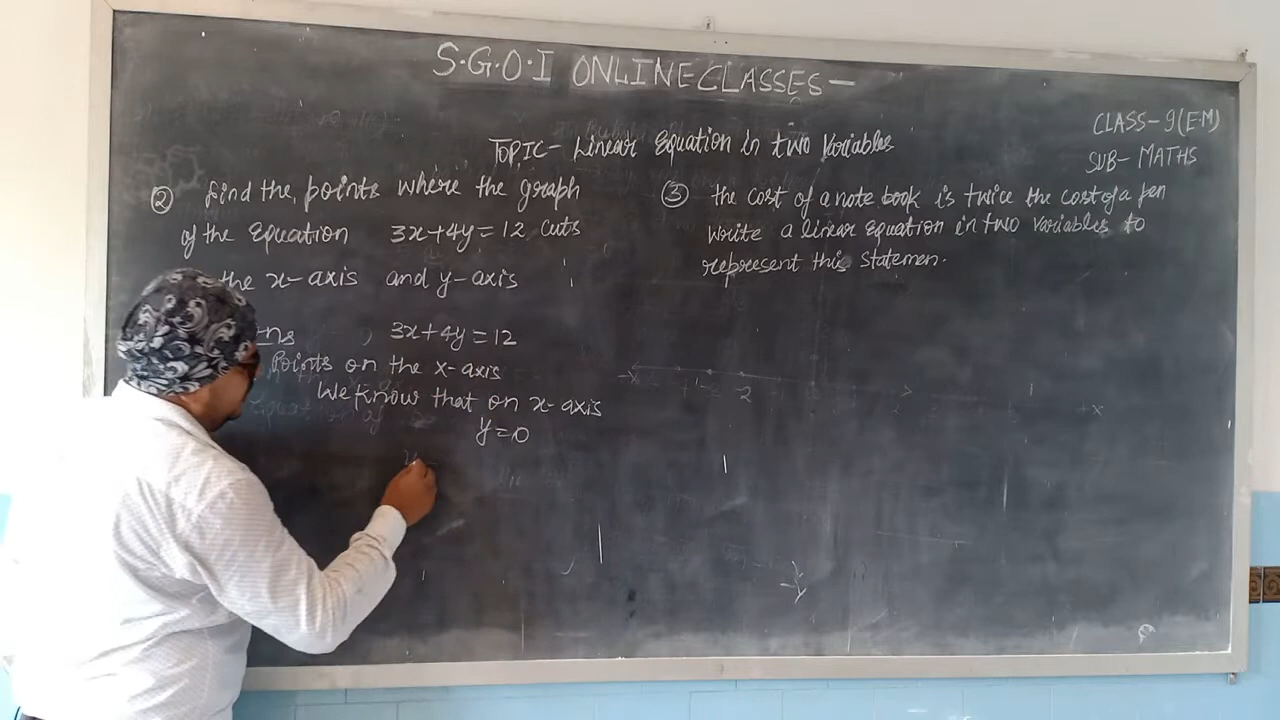 S.G.O.I ONLINE CLASSES -
CLASS - 9 (E.M)
SUB - MATHS
TOPIC - Linear Equation in two Variables
② find the points where the graph
of the Equation 3x+4y=12 cuts
the x-axis and y-axis
ans , 3x+4y=12
Points on the x-axis
We know that on x-axis
y=0
③ the cost of a note book is twice the cost of a pen
Write a linear Equation in two variables to
represent this statemen.
-x +1 2
+x